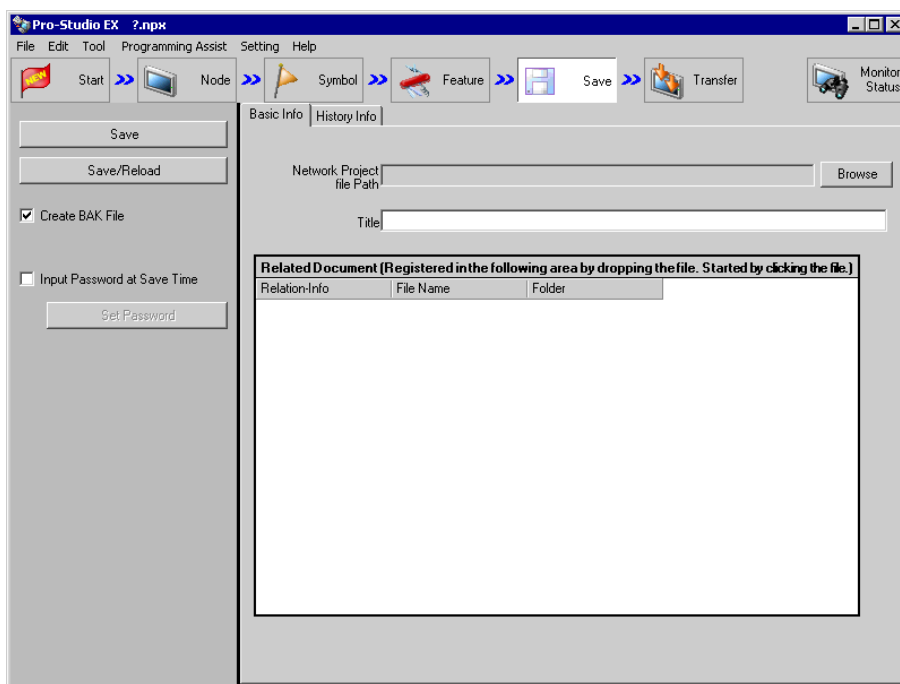 Pro-Studio EX ?.npx
File Edit Tool Programming Assist Setting Help
NEW Start Node Symbol Feature Save Transfer Monitor Status
Basic Info History Info
Save
Save/Reload
Network Project file Path
Browse
Create BAK File
Title
Related Document (Registered in the following area by dropping the file. Started by clicking the file.)
Input Password at Save Time
Relation-Info File Name Folder
Set Password